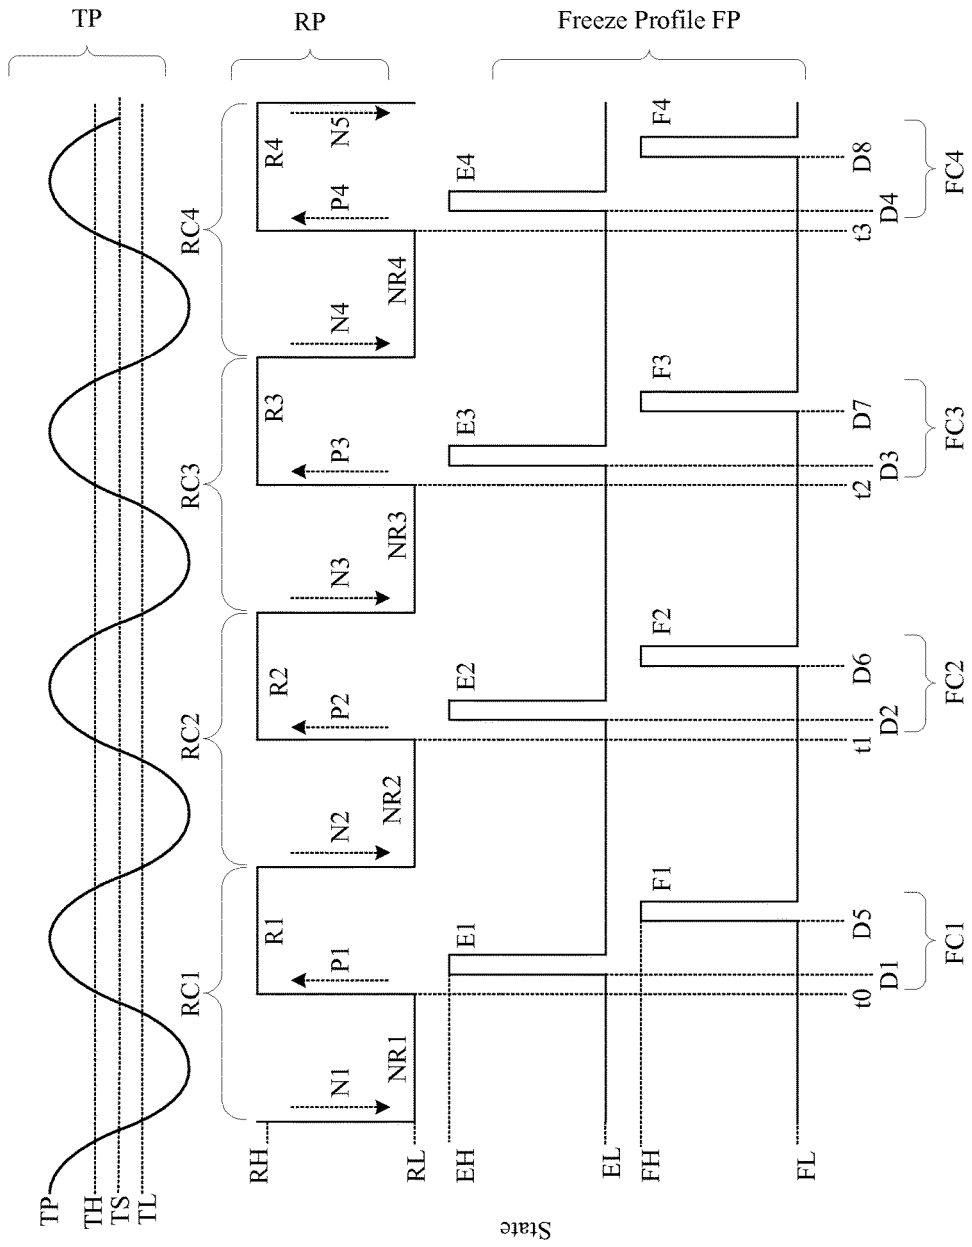 TP
RP
Freeze Profile FP
RC1
RC2
RC3
RC4
TP
TH
TS
TL
RH
R1
R2
R3
R4
N1
P1
N2
P2
N3
P3
N4
P4
N5
RL
NR1
NR2
NR3
NR4
EH
E1
E2
E3
E4
EL
FH
F1
F2
F3
F4
FL
t0
D5
t1
D6
t2
D7
t3
D8
D1
D2
D3
D4
FC1
FC2
FC3
FC4
State